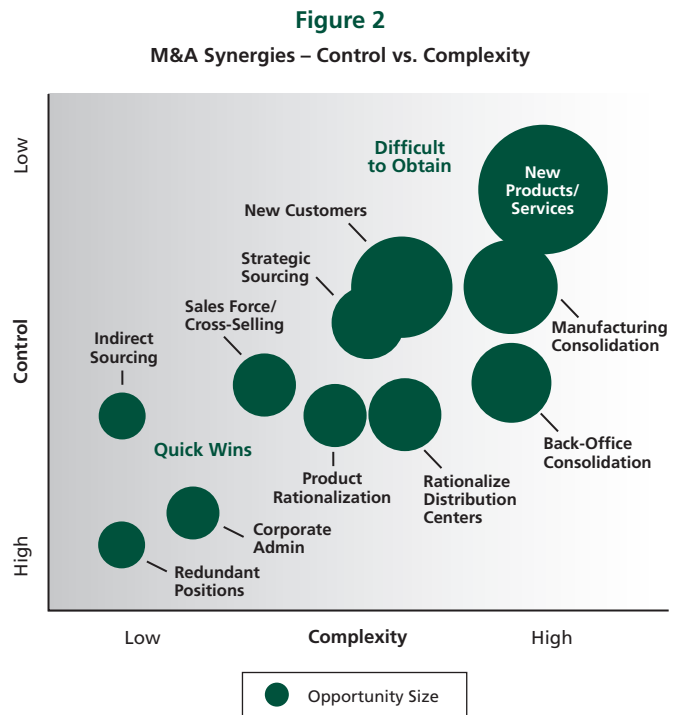 Figure 2
M&A Synergies – Control vs. Complexity
Low
Control
High
Difficult
to Obtain
New
Products/
Services
New Customers
Strategic
Sourcing
Sales Force/
Cross-Selling
Manufacturing
Consolidation
Indirect
Sourcing
Quick Wins
Product
Rationalization
Rationalize
Distribution
Centers
Back-Office
Consolidation
Corporate
Admin
Redundant
Positions
Low
Complexity
High
Opportunity Size